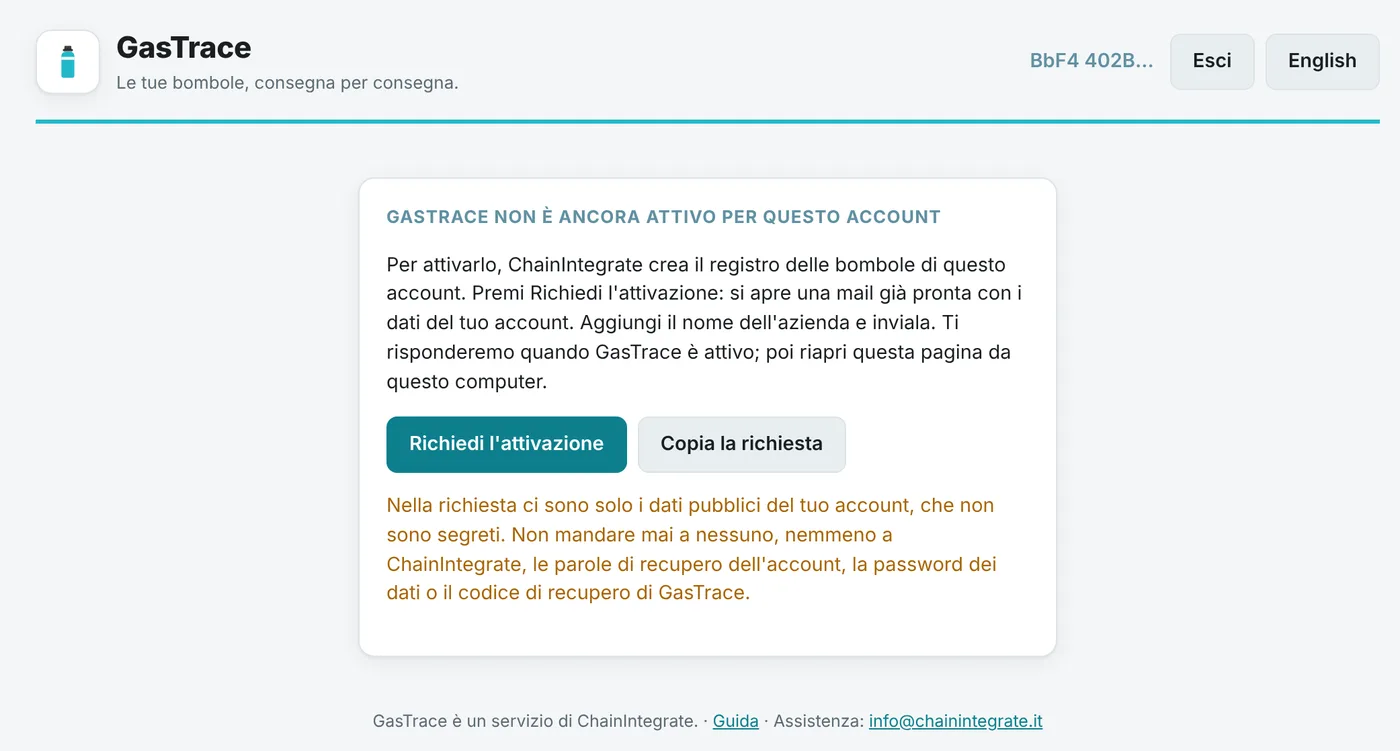 GasTrace
Le tue bombole, consegna per consegna.
BbF4 402B...
Esci
English
GASTRACE NON È ANCORA ATTIVO PER QUESTO ACCOUNT
Per attivarlo, ChainIntegrate crea il registro delle bombole di questo
account. Premi Richiedi l'attivazione: si apre una mail già pronta con i
dati del tuo account. Aggiungi il nome dell'azienda e inviala. Ti
risponderemo quando GasTrace è attivo; poi riapri questa pagina da
questo computer.
Richiedi l'attivazione
Copia la richiesta
Nella richiesta ci sono solo i dati pubblici del tuo account, che non
sono segreti. Non mandare mai a nessuno, nemmeno a
ChainIntegrate, le parole di recupero dell'account, la password dei
dati o il codice di recupero di GasTrace.
GasTrace è un servizio di ChainIntegrate. · Guida · Assistenza: info@chainintegrate.it